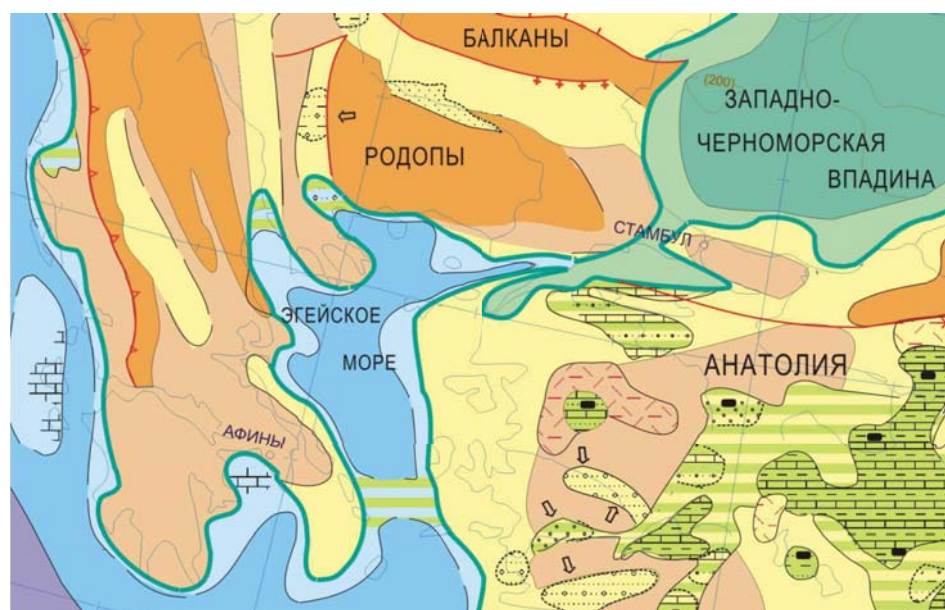 БАЛКАНЫ
(200)
ЗАПАДНО-
ЧЕРНОМОРСКАЯ
ВПАДИНА
РОДОПЫ
СТАМБУЛ
ЭГЕЙСКОЕ
МОРЕ
АНАТОЛИЯ
АФИНЫ